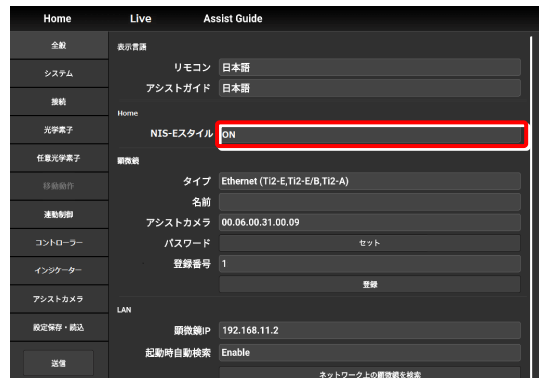 Home Live Assist Guide
全般
システム
接続
光学素子
任意光学素子
移動動作
連動制御
コントローラー
インジケーター
アシストカメラ
設定保存・読込
送信
表示言語
リモコン 日本語
アシストガイド 日本語
Home
NIS-Eスタイル ON
顕微鏡
タイプ Ethernet (Ti2-E,Ti2-E/B,Ti2-A)
名前
アシストカメラ 00.06.00.31.00.09
パスワード セット
登録番号 1
登録
LAN
顕微鏡IP 192.168.11.2
起動時自動検索 Enable
ネットワーク上の顕微鏡を検索